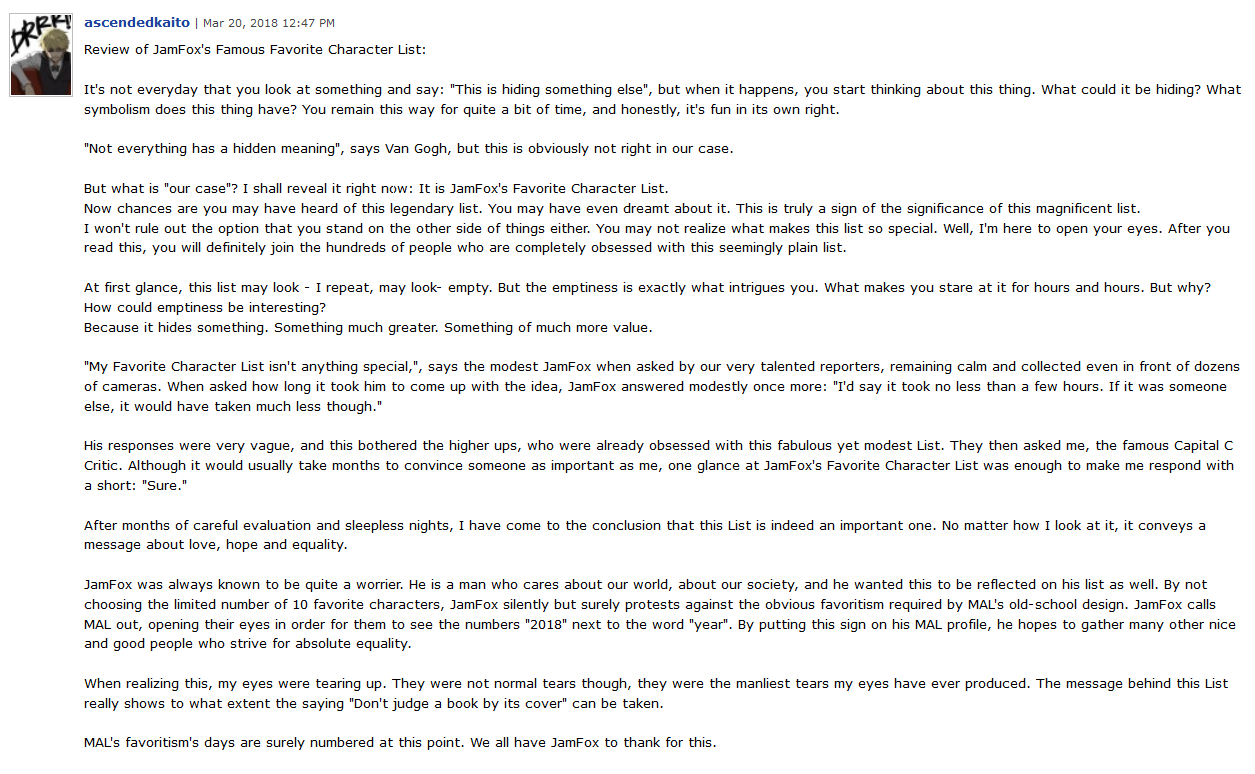 DRRR!
ascendedkaito | Mar 20, 2018 12:47 PM
Review of JamFox's Famous Favorite Character List:
It's not everyday that you look at something and say: "This is hiding something else", but when it happens, you start thinking about this thing. What could it be hiding? What
symbolism does this thing have? You remain this way for quite a bit of time, and honestly, it's fun in its own right.
"Not everything has a hidden meaning", says Van Gogh, but this is obviously not right in our case.
But what is "our case"? I shall reveal it right now: It is JamFox's Favorite Character List.
Now chances are you may have heard of this legendary list. You may have even dreamt about it. This is truly a sign of the significance of this magnificent list.
I won't rule out the option that you stand on the other side of things either. You may not realize what makes this list so special. Well, I'm here to open your eyes. After you
read this, you will definitely join the hundreds of people who are completely obsessed with this seemingly plain list.
At first glance, this list may look - I repeat, may look- empty. But the emptiness is exactly what intrigues you. What makes you stare at it for hours and hours. But why?
How could emptiness be interesting?
Because it hides something. Something much greater. Something of much more value.
"My Favorite Character List isn't anything special,", says the modest JamFox when asked by our very talented reporters, remaining calm and collected even in front of dozens
of cameras. When asked how long it took him to come up with the idea, JamFox answered modestly once more: "I'd say it took no less than a few hours. If it was someone
else, it would have taken much less though."
His responses were very vague, and this bothered the higher ups, who were already obsessed with this fabulous yet modest List. They then asked me, the famous Capital C
Critic. Although it would usually take months to convince someone as important as me, one glance at JamFox's Favorite Character List was enough to make me respond with
a short: "Sure."
After months of careful evaluation and sleepless nights, I have come to the conclusion that this List is indeed an important one. No matter how I look at it, it conveys a
message about love, hope and equality.
JamFox was always known to be quite a worrier. He is a man who cares about our world, about our society, and he wanted this to be reflected on his list as well. By not
choosing the limited number of 10 favorite characters, JamFox silently but surely protests against the obvious favoritism required by MAL's old-school design. JamFox calls
MAL out, opening their eyes in order for them to see the numbers "2018" next to the word "year". By putting this sign on his MAL profile, he hopes to gather many other nice
and good people who strive for absolute equality.
When realizing this, my eyes were tearing up. They were not normal tears though, they were the manliest tears my eyes have ever produced. The message behind this List
really shows to what extent the saying "Don't judge a book by its cover" can be taken.
MAL's favoritism's days are surely numbered at this point. We all have JamFox to thank for this.